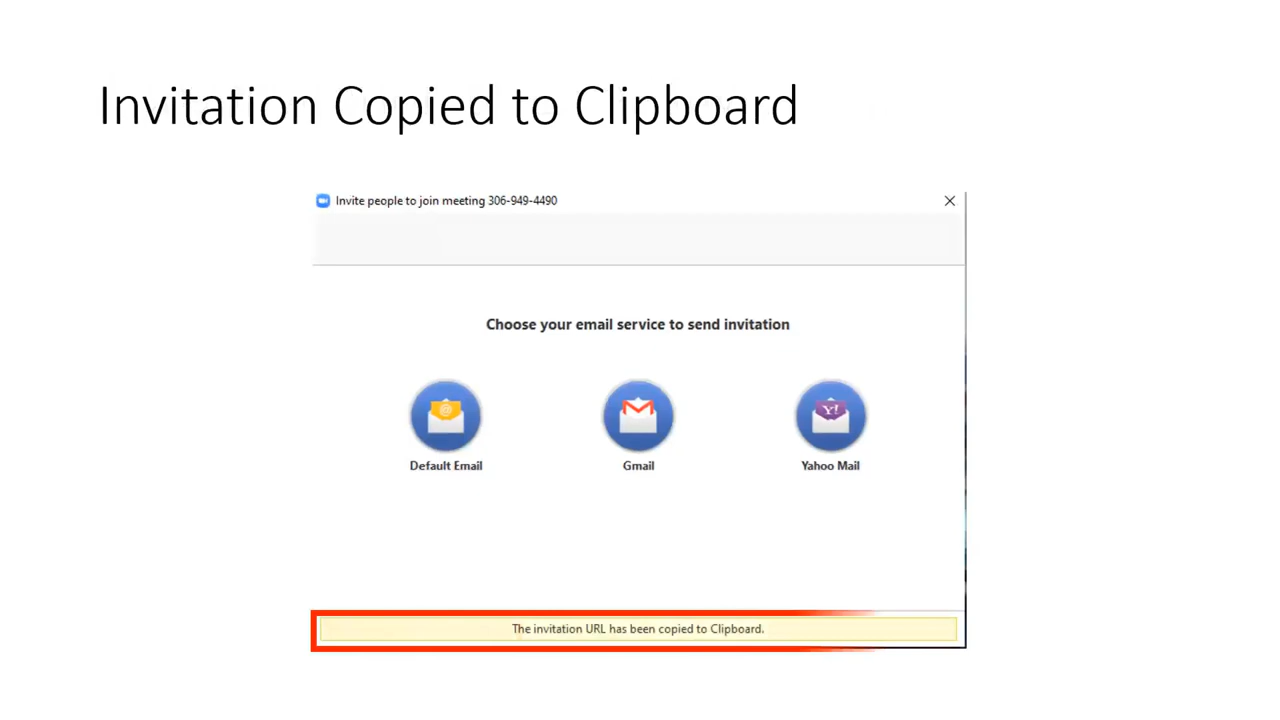 Invitation Copied to Clipboard
Invite people to join meeting 306-949-4490
Choose your email service to send invitation
@ Y!
Default Email Gmail Yahoo Mail
The invitation URL has been copied to Clipboard.